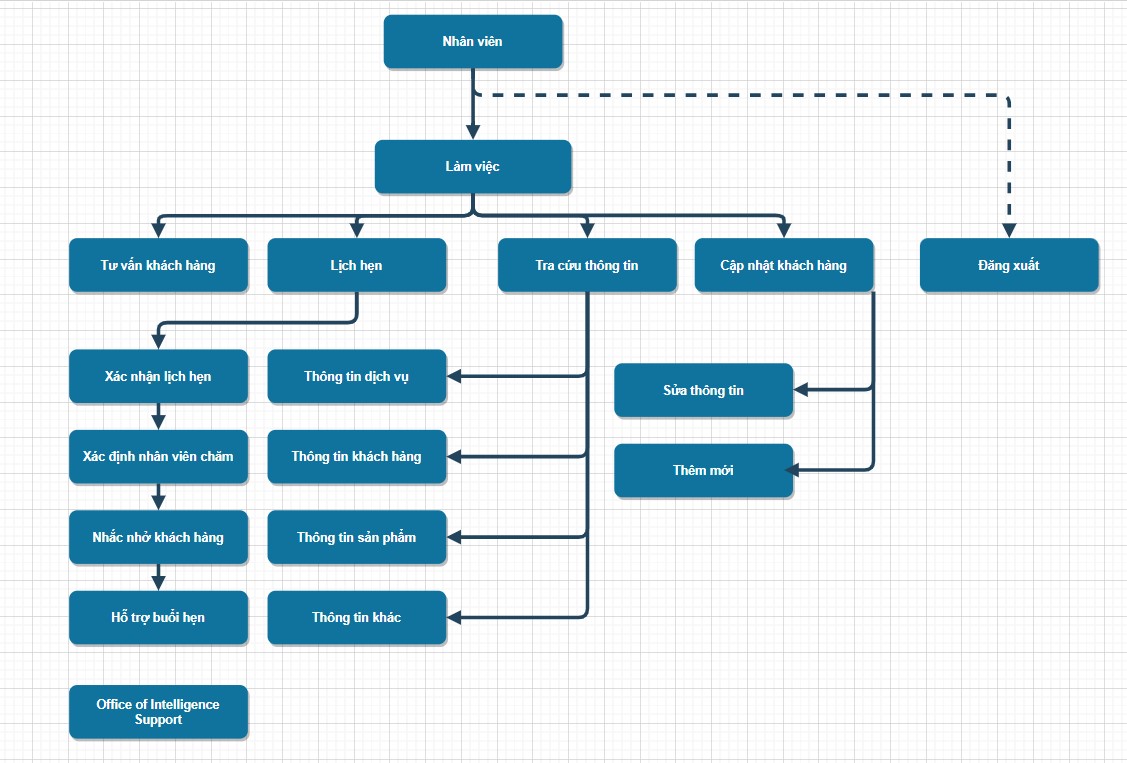 Nhân viên
Làm việc
Tư vấn khách hàng
Lịch hẹn
Tra cứu thông tin
Cập nhật khách hàng
Đăng xuất
Xác nhận lịch hẹn
Thông tin dịch vụ
Sửa thông tin
Xác định nhân viên chăm
Thông tin khách hàng
Thêm mới
Nhắc nhở khách hàng
Thông tin sản phẩm
Hỗ trợ buổi hẹn
Thông tin khác
Office of Intelligence
Support